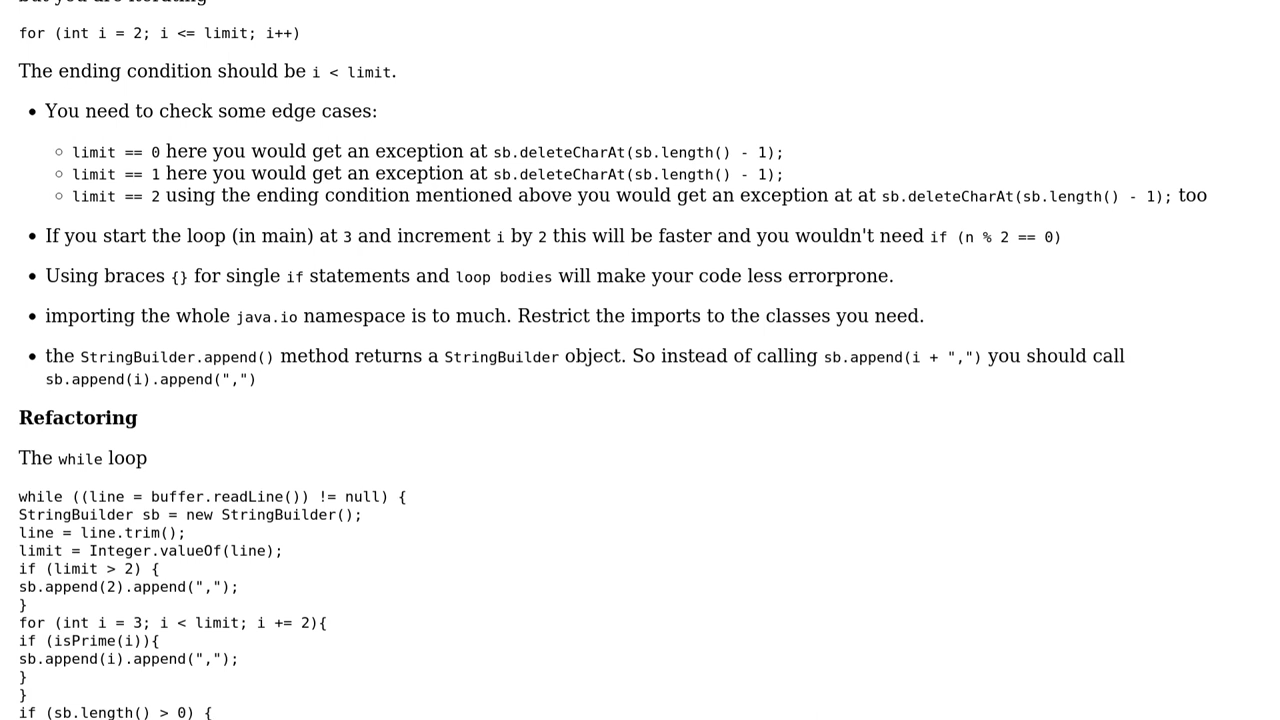 but you are iterating
for (int i = 2; i <= limit; i++)
The ending condition should be i < limit.
• You need to check some edge cases:
◦ limit == 0 here you would get an exception at sb.deleteCharAt(sb.length() - 1);
◦ limit == 1 here you would get an exception at sb.deleteCharAt(sb.length() - 1);
◦ limit == 2 using the ending condition mentioned above you would get an exception at at sb.deleteCharAt(sb.length() - 1); too
• If you start the loop (in main) at 3 and increment i by 2 this will be faster and you wouldn't need if (n % 2 == 0)
• Using braces {} for single if statements and loop bodies will make your code less errorprone.
• importing the whole java.io namespace is to much. Restrict the imports to the classes you need.
• the StringBuilder.append() method returns a StringBuilder object. So instead of calling sb.append(i + ",") you should call
sb.append(i).append(",")
Refactoring
The while loop
while ((line = buffer.readLine()) != null) {
StringBuilder sb = new StringBuilder();
line = line.trim();
limit = Integer.valueOf(line);
if (limit > 2) {
sb.append(2).append(",");
}
for (int i = 3; i < limit; i += 2){
if (isPrime(i)){
sb.append(i).append(",");
}
}
if (sb.length() > 0) {